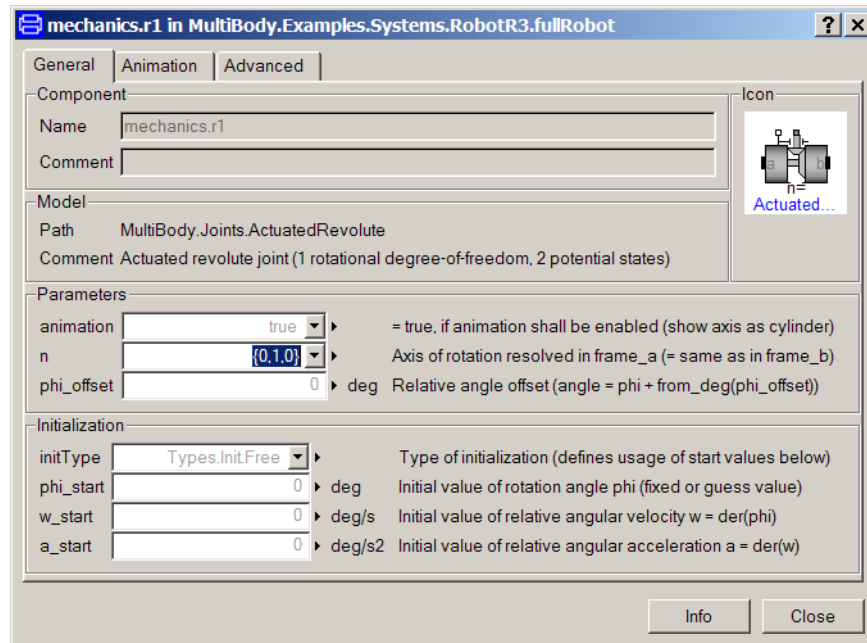 mechanics.r1 in MultiBody.Examples.Systems.RobotR3.fullRobot ? ×
General Animation Advanced
Component
Icon
Name mechanics.r1
Comment
a b
n=
Actuated...
Model
Path MultiBody.Joints.ActuatedRevolute
Comment Actuated revolute joint (1 rotational degree-of-freedom, 2 potential states)
Parameters
animation true = true, if animation shall be enabled (show axis as cylinder)
n {0,1,0} Axis of rotation resolved in frame_a (= same as in frame_b)
phi_offset 0 deg Relative angle offset (angle = phi + from_deg(phi_offset))
Initialization
initType Types.Init.Free Type of initialization (defines usage of start values below)
phi_start 0 deg Initial value of rotation angle phi (fixed or guess value)
w_start 0 deg/s Initial value of relative angular velocity w = der(phi)
a_start 0 deg/s2 Initial value of relative angular acceleration a = der(w)
Info Close